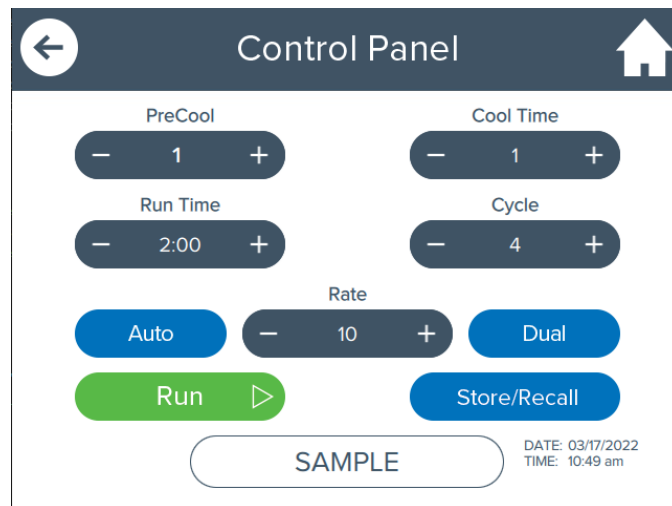 Control Panel
PreCool
Cool Time
− 1 +
− 1 +
Run Time
Cycle
− 2:00 +
− 4 +
Rate
Auto
− 10 +
Dual
Run
Store/Recall
SAMPLE
DATE: 03/17/2022
TIME: 10:49 am